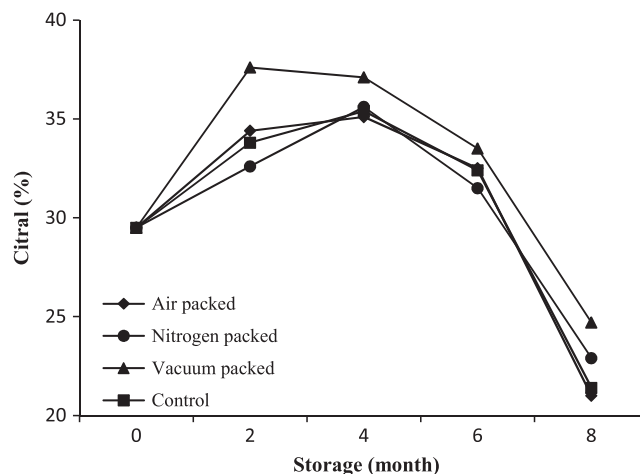 40
35
30
25
20
Citral (%)
Air packed
Nitrogen packed
Vacuum packed
Control
0 2 4 6 8
Storage (month)